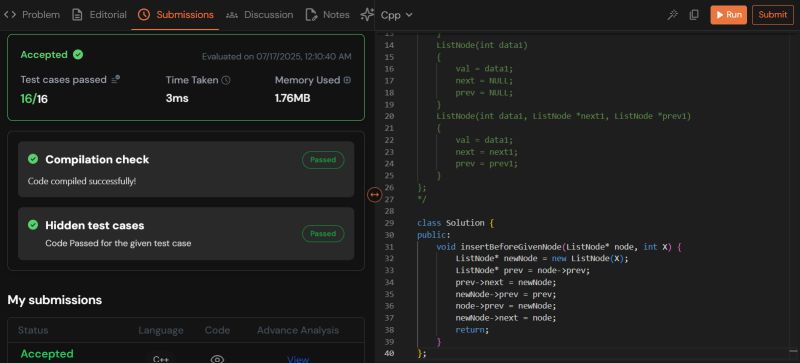 <> Problem
Editorial
Submissions
Discussion
Notes
Cpp
Run
Submit
Accepted
Evaluated on 07/17/2025, 12:10:40 AM
Test cases passed
Time Taken
Memory Used
16/16
3ms
1.76MB
Compilation check
Passed
Code compiled successfully!
Hidden test cases
Passed
Code Passed for the given test case
My submissions
Status
Language
Code
Advance Analysis
Accepted
C++
View
13 }
14 ListNode(int data1)
15 {
16 val = data1;
17 next = NULL;
18 prev = NULL;
19 }
20 ListNode(int data1, ListNode *next1, ListNode *prev1)
21 {
22 val = data1;
23 next = next1;
24 prev = prev1;
25 }
26 };
27 */
28
29 class Solution {
30 public:
31 void insertBeforeGivenNode(ListNode* node, int X) {
32 ListNode* newNode = new ListNode(X);
33 ListNode* prev = node->prev;
34 prev->next = newNode;
35 newNode->prev = prev;
36 node->prev = newNode;
37 newNode->next = node;
38 return;
39 }
40 };